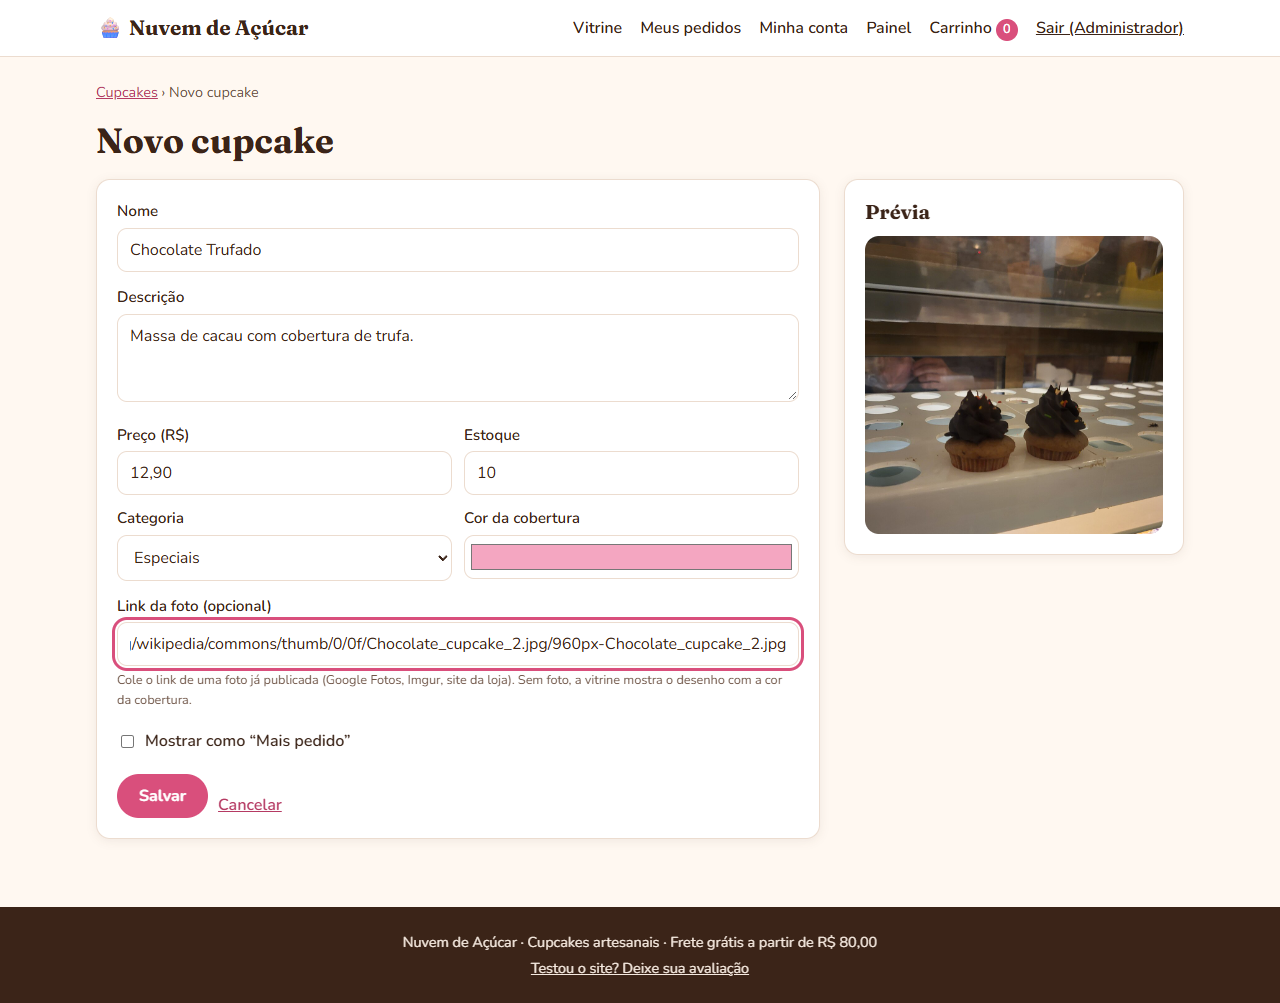 Nuvem de Açúcar
Vitrine Meus pedidos Minha conta Painel Carrinho 0 Sair (Administrador)
Cupcakes › Novo cupcake
Novo cupcake
Nome
Chocolate Trufado
Descrição
Massa de cacau com cobertura de trufa.
Preço (R$) Estoque
12,90 10
Categoria Cor da cobertura
Especiais
Link da foto (opcional)
/wikipedia/commons/thumb/0/0f/Chocolate_cupcake_2.jpg/960px-Chocolate_cupcake_2.jpg
Cole o link de uma foto já publicada (Google Fotos, Imgur, site da loja). Sem foto, a vitrine mostra o desenho com a cor
da cobertura.
Mostrar como “Mais pedido”
Salvar Cancelar
Prévia
Nuvem de Açúcar · Cupcakes artesanais · Frete grátis a partir de R$ 80,00
Testou o site? Deixe sua avaliação